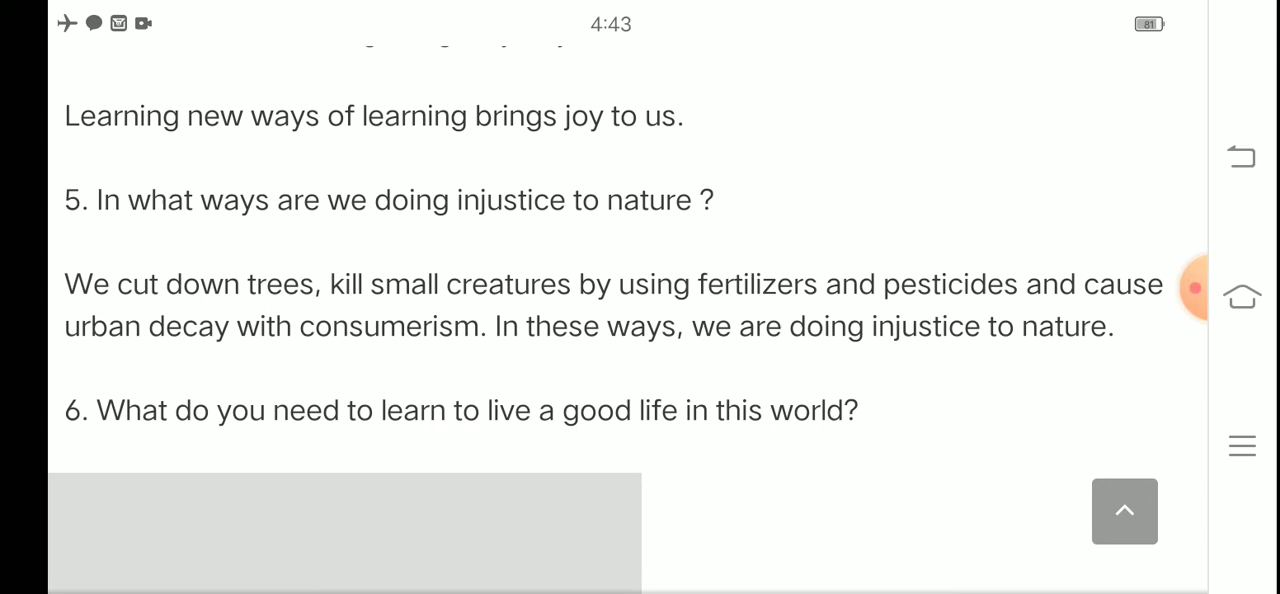 4:43
81
Learning new ways of learning brings joy to us.
5. In what ways are we doing injustice to nature ?
We cut down trees, kill small creatures by using fertilizers and pesticides and cause
urban decay with consumerism. In these ways, we are doing injustice to nature.
6. What do you need to learn to live a good life in this world?